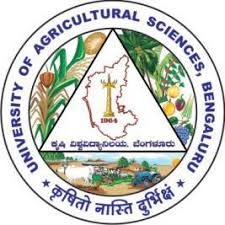 UNIVERSITY OF AGRICULTURAL SCIENCES, BENGALURU
1964
ಕೃಷಿ ವಿಶ್ವವಿದ್ಯಾನಿಲಯ, ಬೆಂಗಳೂರು
कृषितो नास्ति दुर्भिक्षं